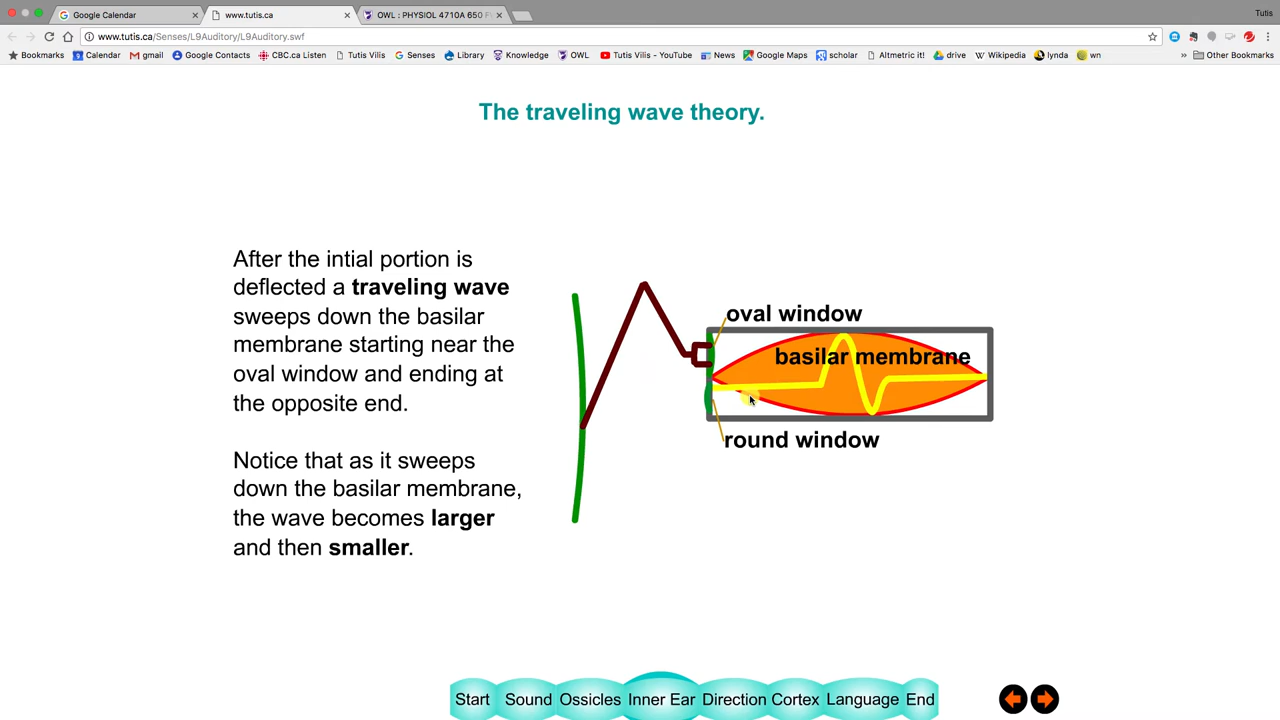 Google Calendar
www.tutis.ca
OWL : PHYSIOL 4710A 650 F
Tutis
www.tutis.ca/Senses/L9Auditory/L9Auditory.swf
Bookmarks Calendar gmail Google Contacts CBC.ca Listen Tutis Vilis Senses Library Knowledge OWL Tutis Vilis - YouTube News Google Maps scholar Altmetric it! drive Wikipedia lynda wn » Other Bookmarks
The traveling wave theory.
After the intial portion is
deflected a traveling wave
sweeps down the basilar
membrane starting near the
oval window and ending at
the opposite end.
Notice that as it sweeps
down the basilar membrane,
the wave becomes larger
and then smaller.
oval window
basilar membrane
round window
Start Sound Ossicles Inner Ear Direction Cortex Language End